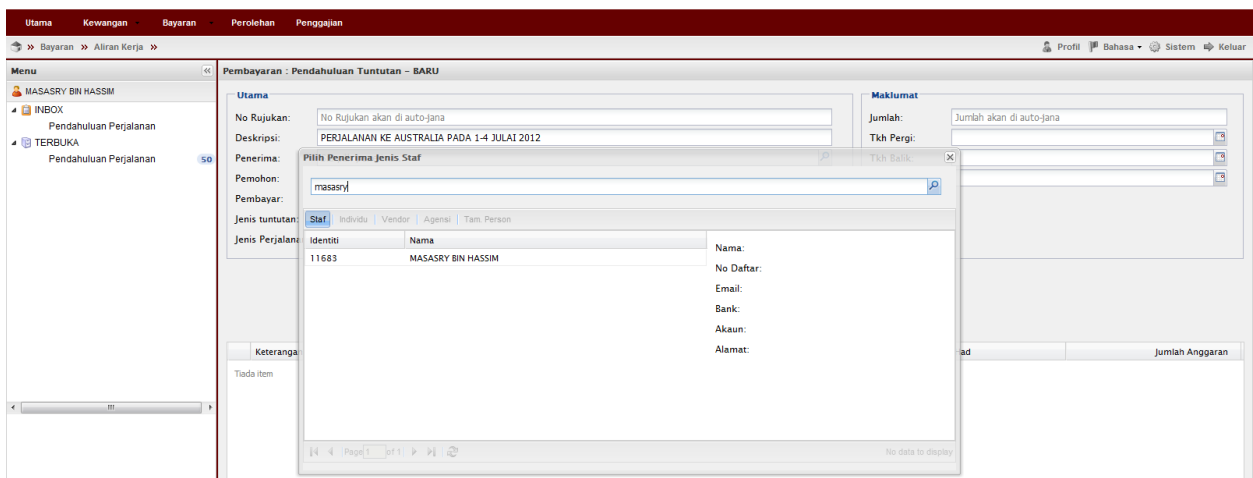 Utama Kewangan Bayaran Perolehan Penggajian
» Bayaran » Aliran Kerja » Profil Bahasa Sistem Keluar
Menu «
MASASRY BIN HASSIM
INBOX
Pendahuluan Perjalanan
TERBUKA
Pendahuluan Perjalanan 50
Pembayaran : Pendahuluan Tuntutan - BARU
Utama
No Rujukan: No Rujukan akan di auto-jana
Deskripsi: PERJALANAN KE AUSTRALIA PADA 1-4 JULAI 2012
Penerima:
Pemohon:
Pembayar:
Jenis tuntutan:
Jenis Perjalana
Maklumat
Jumlah: Jumlah akan di auto-jana
Tkh Pergi:
Tkh Balik:
Pilih Penerima Jenis Staf
masasry
Staf Individu Vendor Agensi Tam. Person
Identiti Nama
11683 MASASRY BIN HASSIM
Nama:
No Daftar:
Email:
Bank:
Akaun:
Alamat:
Page 1 of 1 No data to display
Keteranga ad Jumlah Anggaran
Tiada item